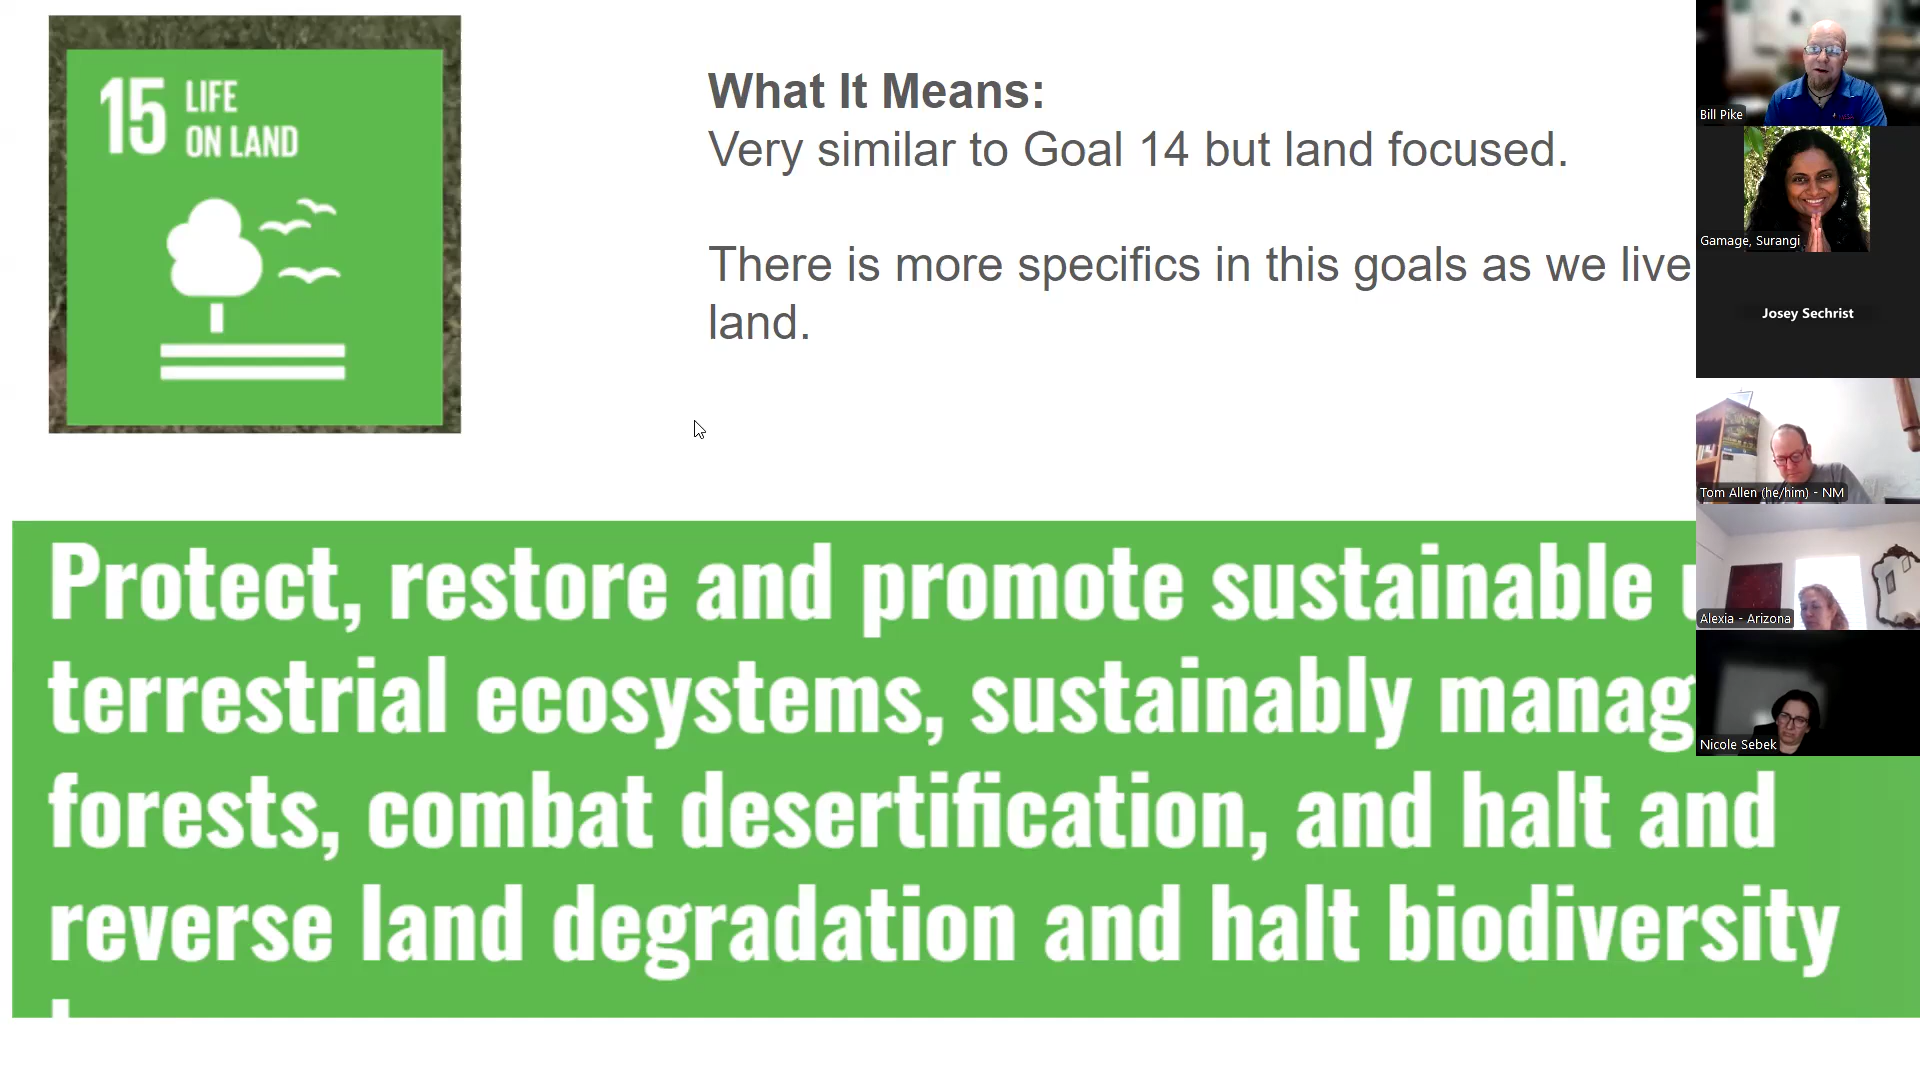 15 LIFE
ON LAND
What It Means:
Very similar to Goal 14 but land focused.
There is more specifics in this goals as we live
land.
Protect, restore and promote sustainable
terrestrial ecosystems, sustainably manag
forests, combat desertification, and halt and
reverse land degradation and halt biodiversity
Bill Pike
Gamage, Surangi
Josey Sechrist
Tom Allen (he/him) - NM
Alexia - Arizona
Nicole Sebek